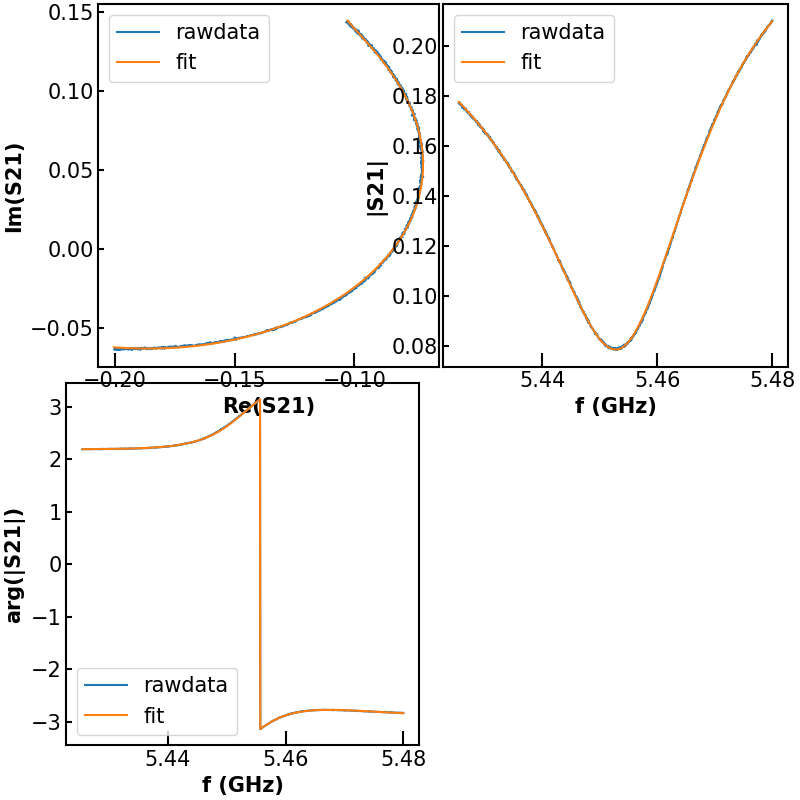 0.15
0.10
0.05
0.00
−0.05
Im(S21)
rawdata
fit
−0.20
−0.15
−0.10
Re(S21)
0.20
0.18
0.16
0.14
0.12
0.10
0.08
|S21|
rawdata
fit
5.44
5.46
5.48
f (GHz)
3
2
1
0
−1
−2
−3
arg(|S21|)
rawdata
fit
5.44
5.46
5.48
f (GHz)